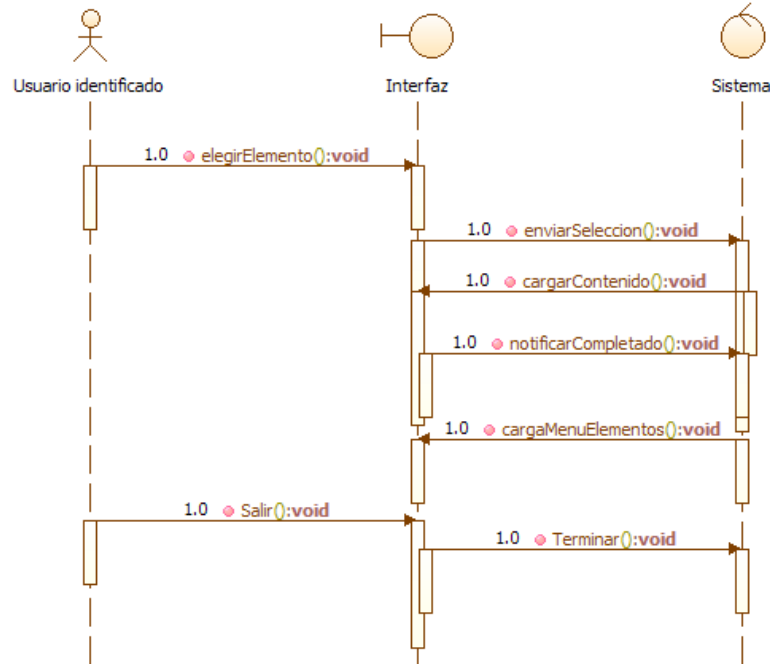 Usuario identificado
Interfaz
Sistema
1.0 elegirElemento():void
1.0 enviarSeleccion():void
1.0 cargarContenido():void
1.0 notificarCompletado():void
1.0 cargaMenuElementos():void
1.0 Salir():void
1.0 Terminar():void